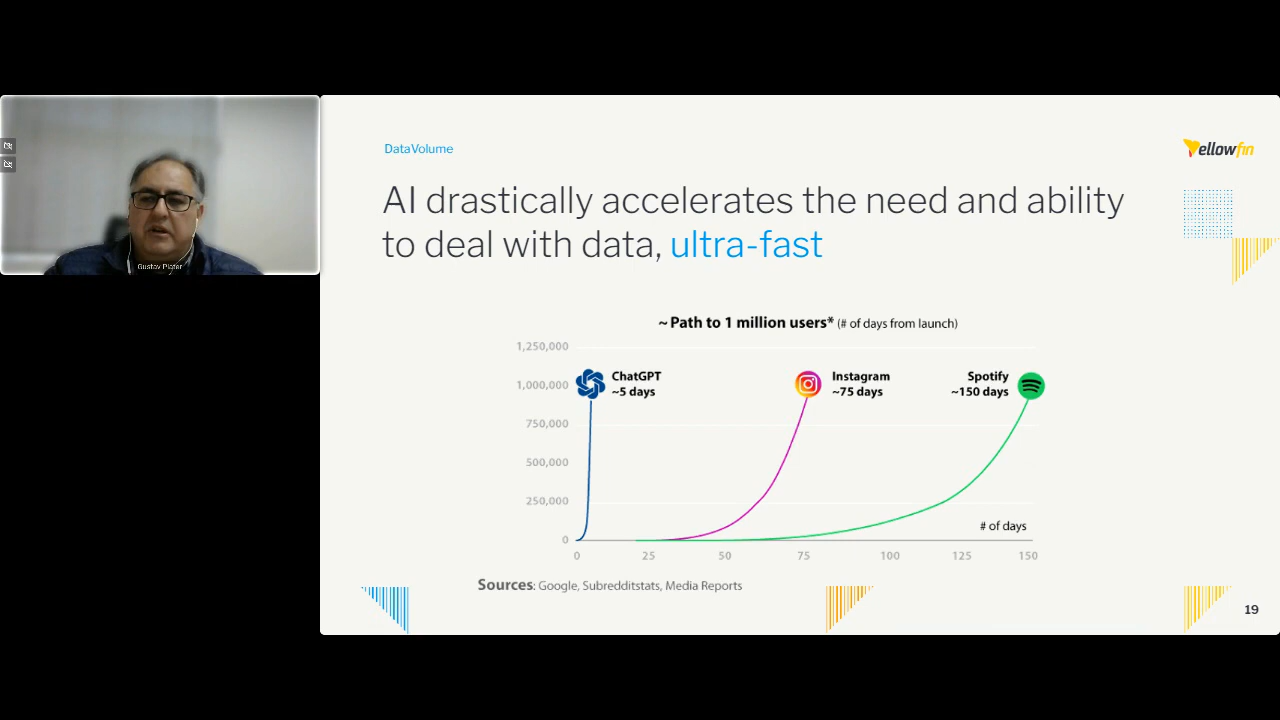 Gustav Plater
DataVolume
Yellowfin
AI drastically accelerates the need and ability
to deal with data, ultra-fast
~ Path to 1 million users* (# of days from launch)
1,250,000
1,000,000
750,000
500,000
250,000
0
ChatGPT
~5 days
Instagram
~75 days
Spotify
~150 days
# of days
0 25 50 75 100 125 150
Sources: Google, Subredditstats, Media Reports
19